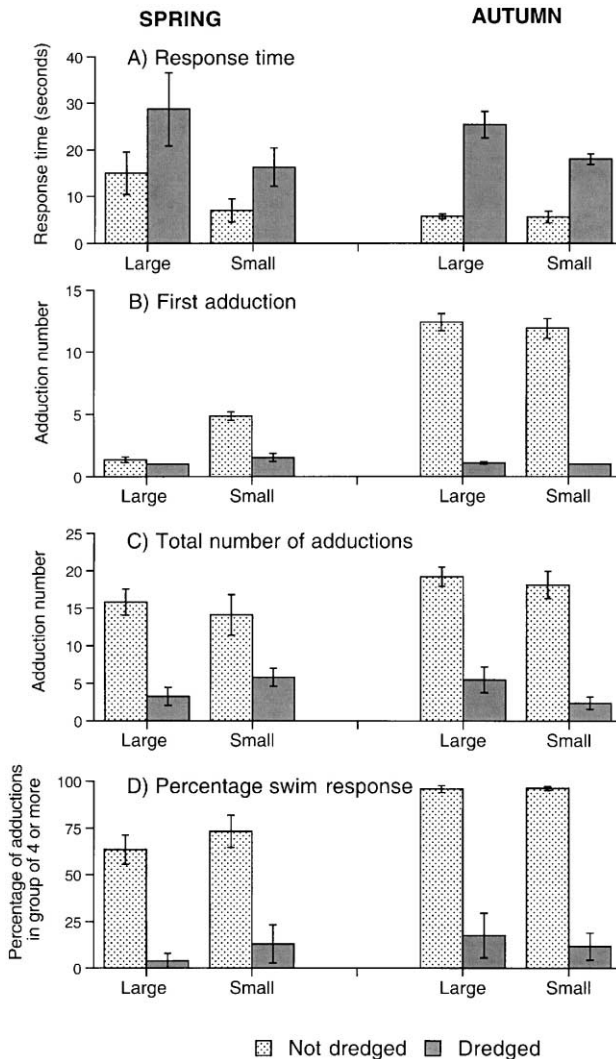 SPRING AUTUMN
A) Response time
Response time (seconds)
40
30
20
10
0
Large Small Large Small
B) First adduction
Adduction number
15
10
5
0
Large Small Large Small
C) Total number of adductions
Adduction number
25
20
15
10
5
0
Large Small Large Small
D) Percentage swim response
Percentage of adductions
in group of 4 or more
100
75
50
25
0
Large Small Large Small
Not dredged Dredged